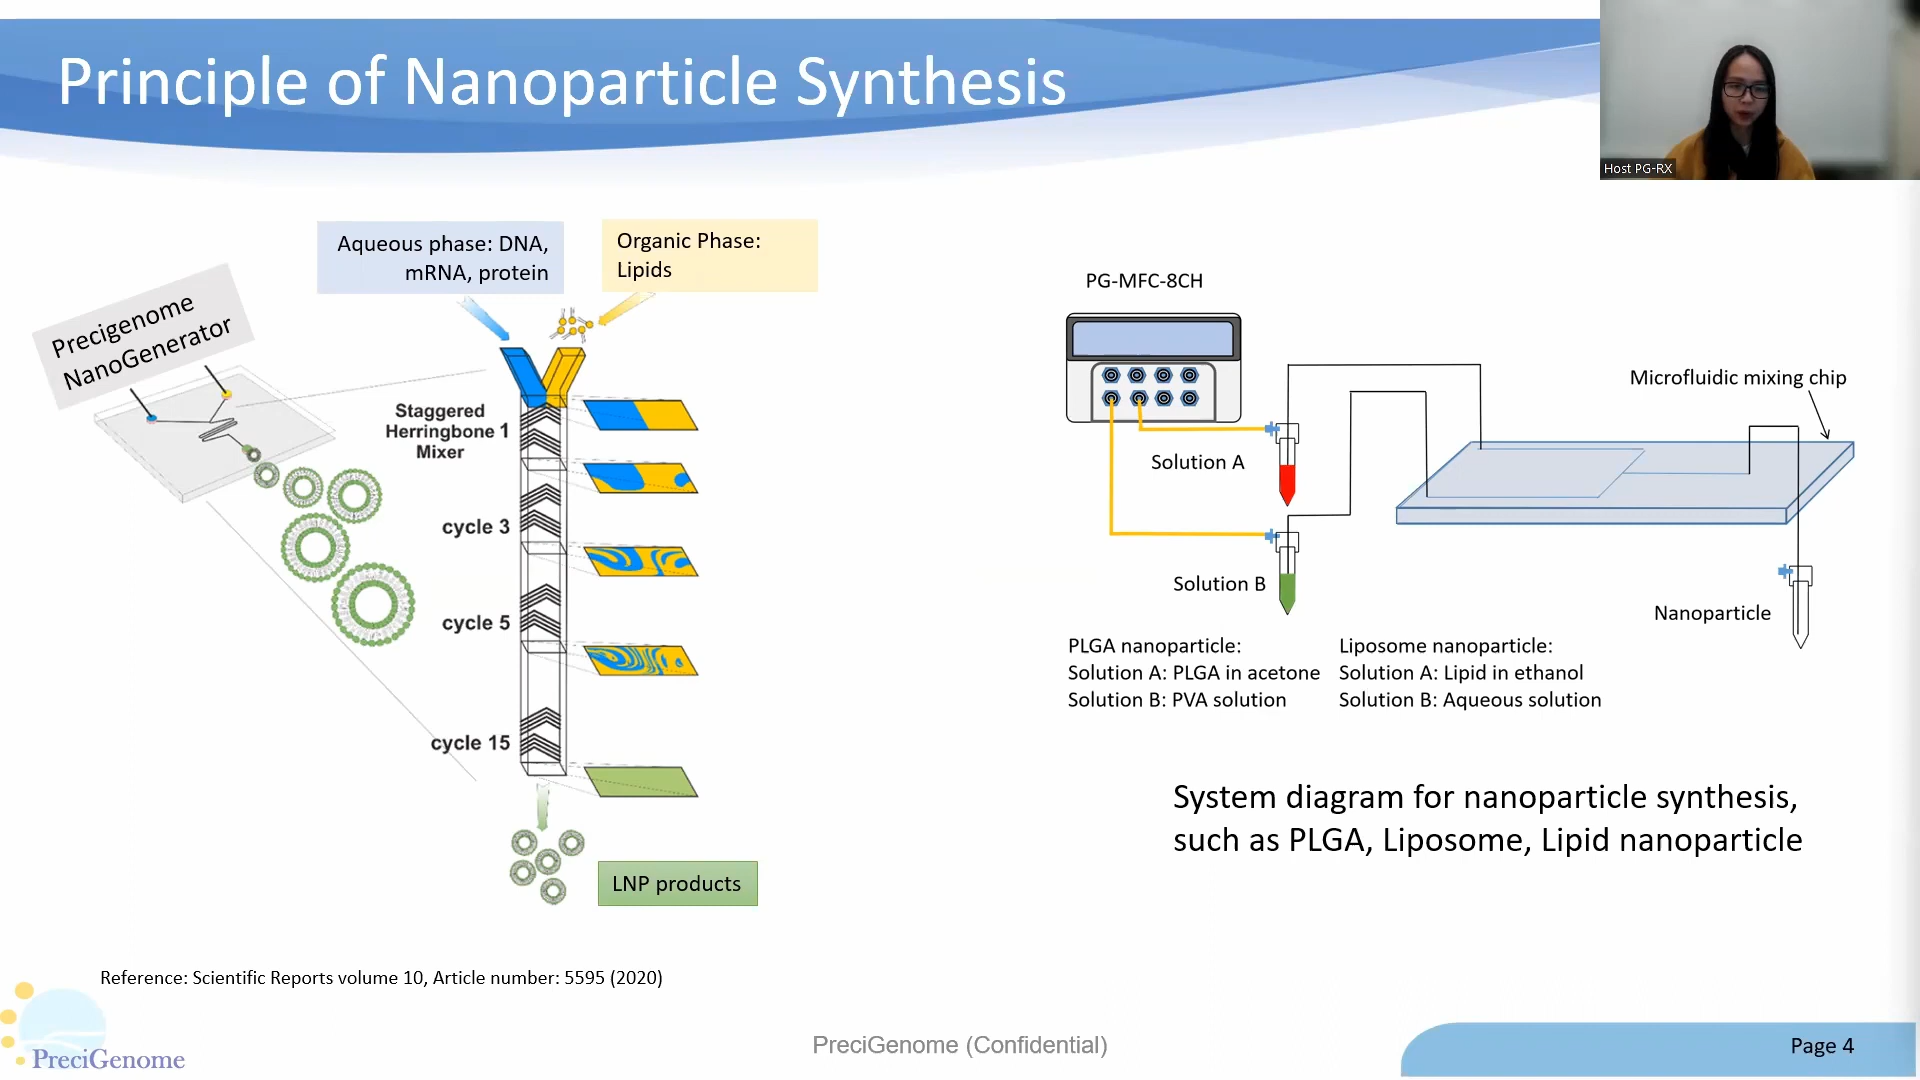 Principle of Nanoparticle Synthesis
Host PG-RX
Aqueous phase: DNA,
mRNA, protein
Organic Phase:
Lipids
Precigenome
NanoGenerator
Staggered
Herringbone 1
Mixer
cycle 3
cycle 5
cycle 15
LNP products
PG-MFC-8CH
Microfluidic mixing chip
Solution A
Solution B
Nanoparticle
PLGA nanoparticle:
Solution A: PLGA in acetone
Solution B: PVA solution
Liposome nanoparticle:
Solution A: Lipid in ethanol
Solution B: Aqueous solution
System diagram for nanoparticle synthesis,
such as PLGA, Liposome, Lipid nanoparticle
Reference: Scientific Reports volume 10, Article number: 5595 (2020)
PreciGenome
PreciGenome (Confidential)
Page 4